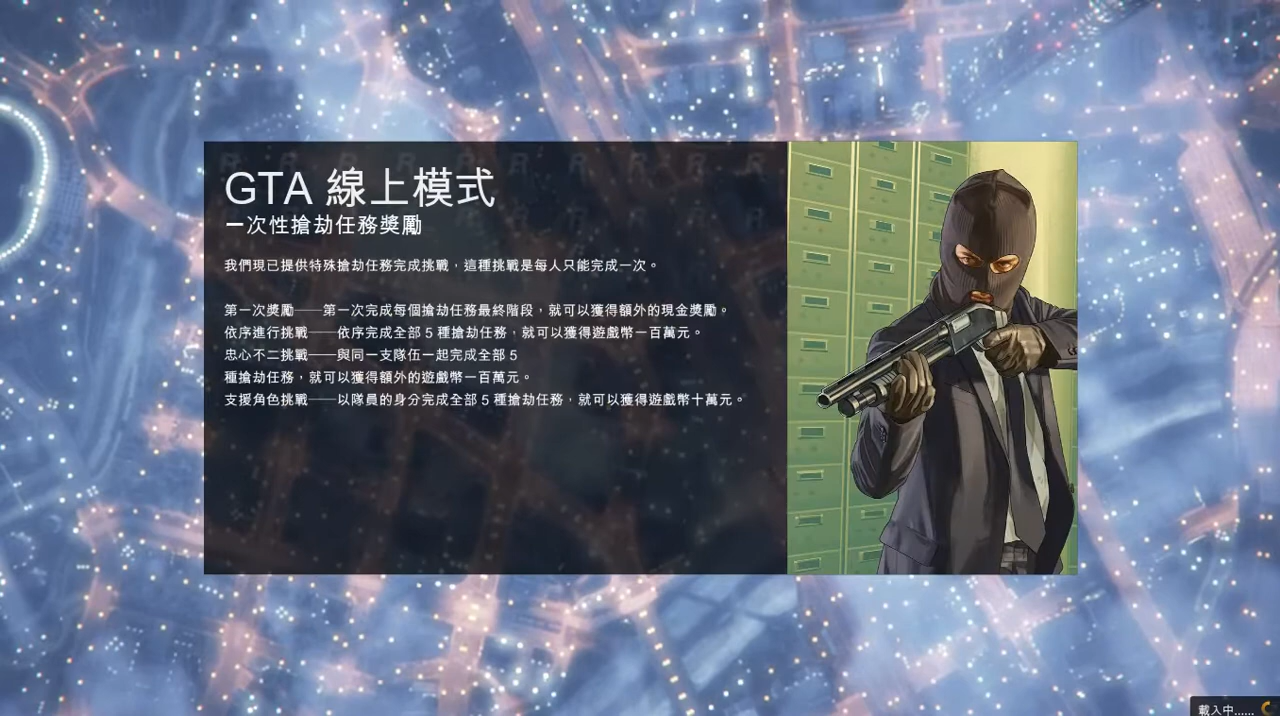 GTA 線上模式
一次性搶劫任務獎勵
我們現已提供特殊搶劫任務完成挑戰，這種挑戰是每人只能完成一次。
第一次獎勵——第一次完成每個搶劫任務最終階段，就可以獲得額外的現金獎勵。
依序進行挑戰——依序完成全部 5 種搶劫任務，就可以獲得遊戲幣一百萬元。
忠心不二挑戰——與同一支隊伍一起完成全部 5
種搶劫任務，就可以獲得額外的遊戲幣一百萬元。
支援角色挑戰——以隊員的身分完成全部 5 種搶劫任務，就可以獲得遊戲幣十萬元。
載入中......